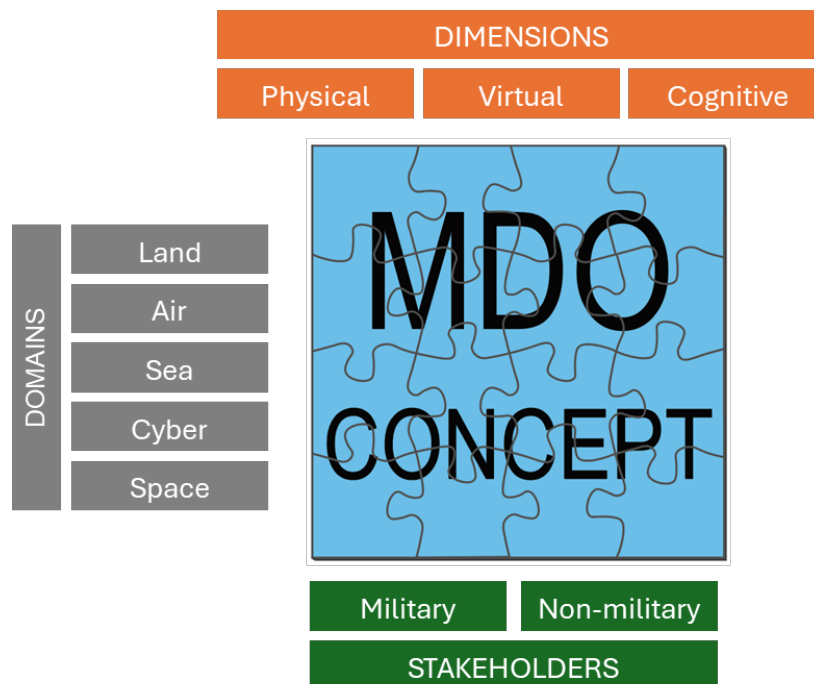 DIMENSIONS
Physical
Virtual
Cognitive
MDO
CONCEPT
DOMAINS
Land
Air
Sea
Cyber
Space
Military
Non-military
STAKEHOLDERS